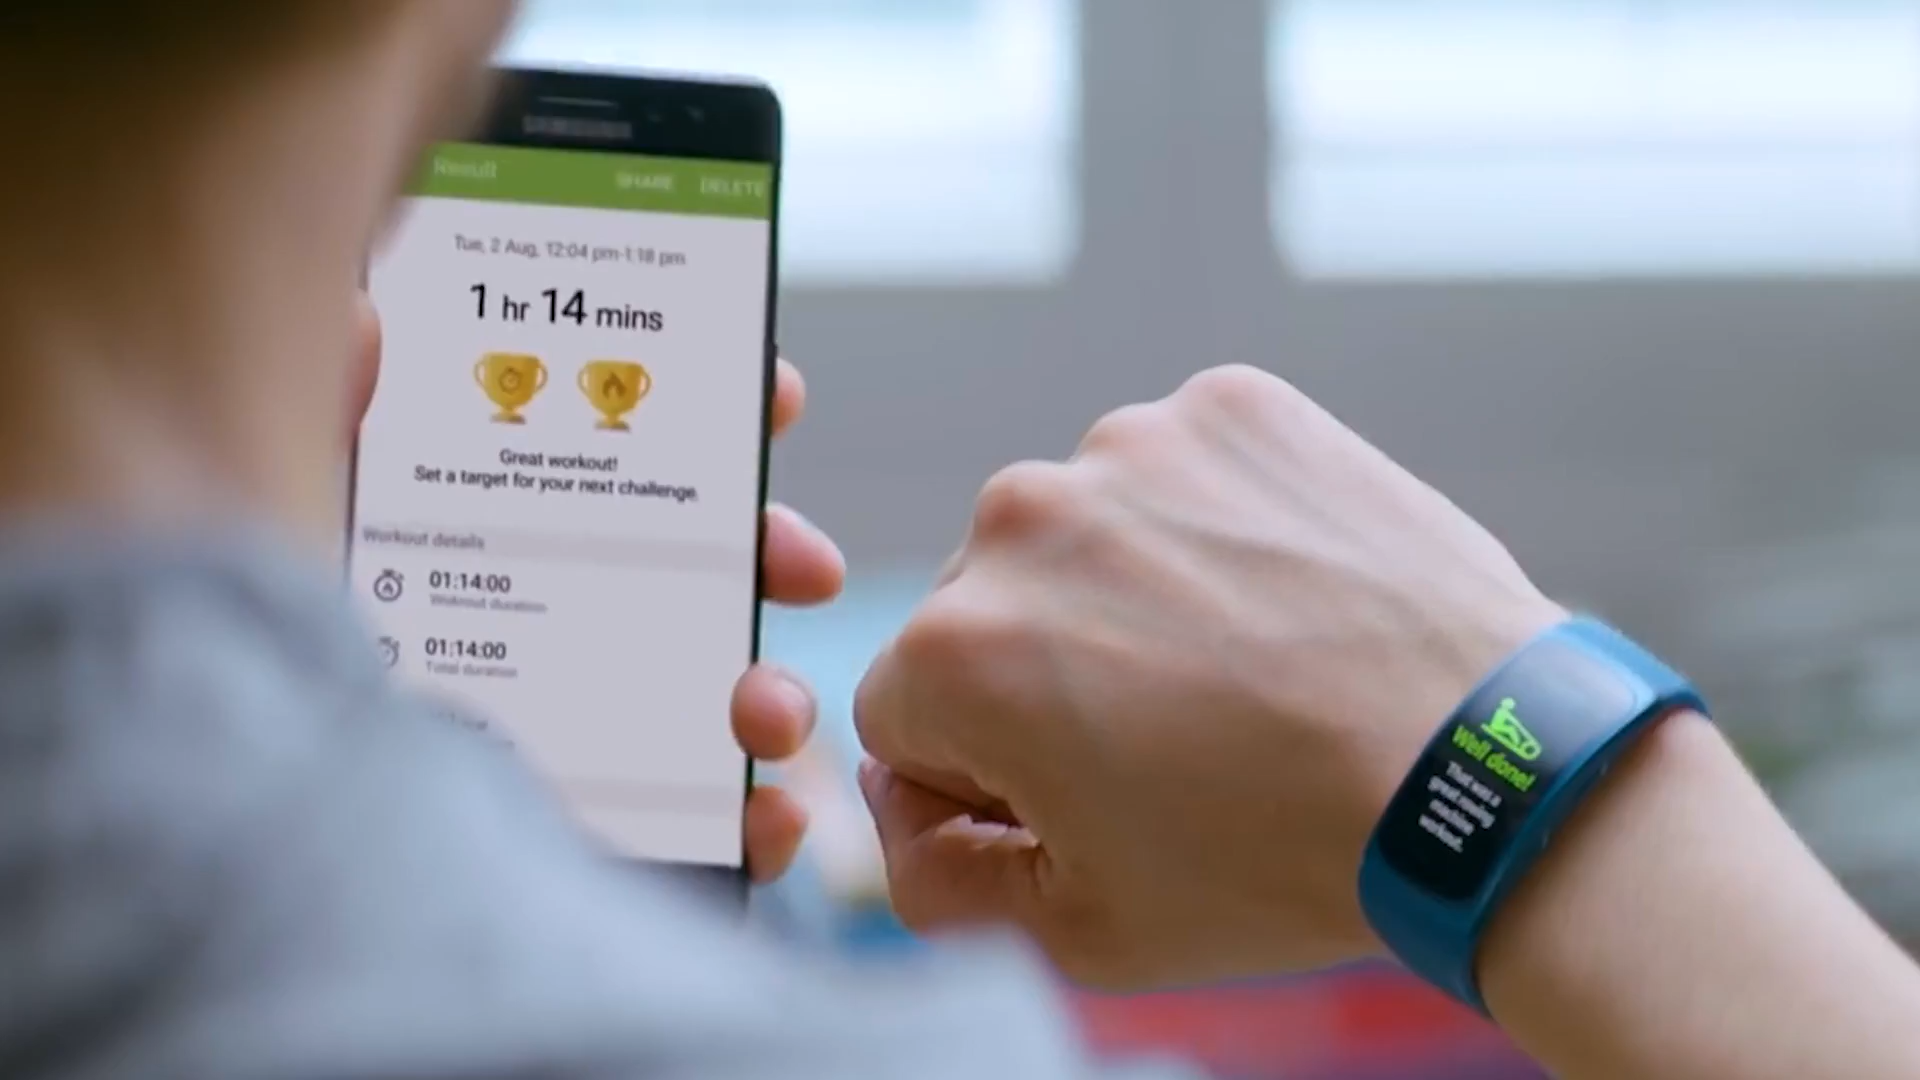 SAMSUNG
Result SHARE DELETE
Tue, 2 Aug, 12:04 pm-1:18 pm
1 hr 14 mins
Great workout!
Set a target for your next challenge.
Workout details
01:14:00
Workout duration
01:14:00
Total duration
Well done!
That was a
great rowing
machine
workout.